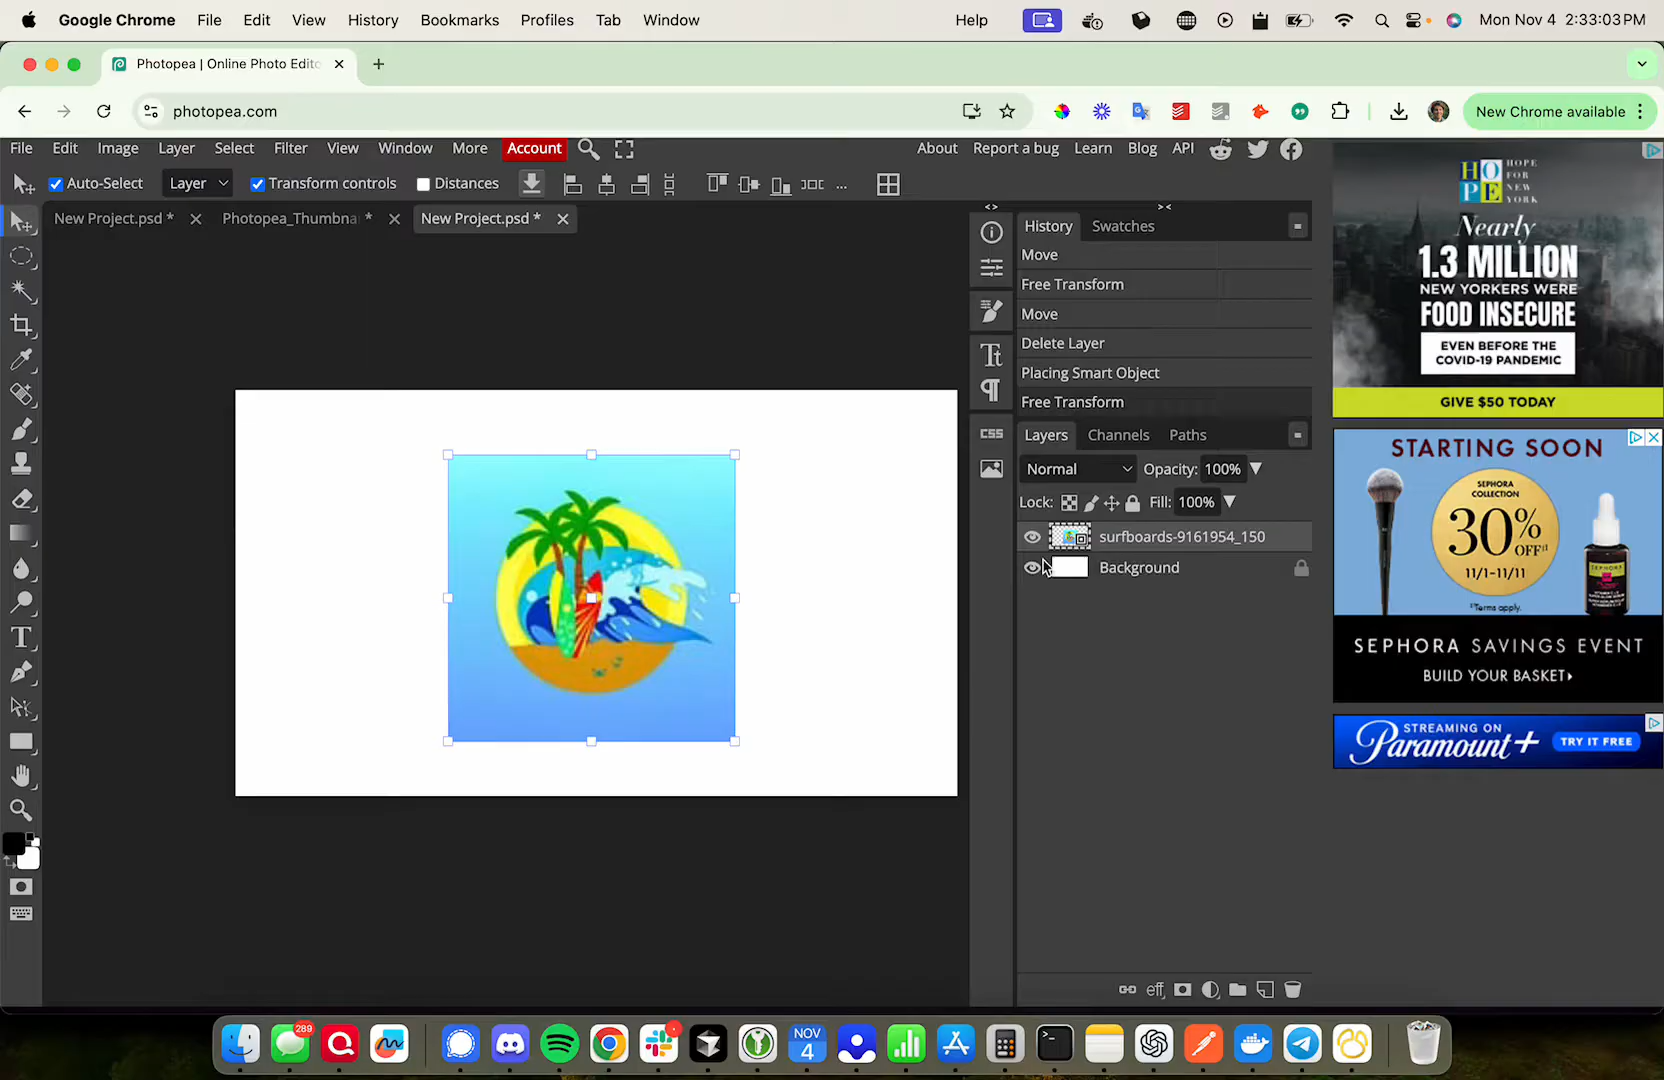 Google Chrome File Edit View History Bookmarks Profiles Tab Window Help Mon Nov 4 2:33:03 PM
Photopea | Online Photo Edito
photopea.com
New Chrome available
File Edit Image Layer Select Filter View Window More Account About Report a bug Learn Blog API
Auto-Select Layer Transform controls Distances ...
New Project.psd * Photopea_Thumbna * New Project.psd *
History Swatches
Move
Free Transform
Move
Delete Layer
Placing Smart Object
Free Transform
CSS
Layers Channels Paths
Normal Opacity: 100%
Lock: Fill: 100%
surfboards-9161954_150
Background
eff
HOPE
HOPE
FOR
NEW
YORK
Nearly
1.3 MILLION
NEW YORKERS WERE
FOOD INSECURE
EVEN BEFORE THE
COVID-19 PANDEMIC
GIVE $50 TODAY
STARTING SOON
SEPHORA
COLLECTION
30%
OFF
11/1–11/11
Terms apply.
SEPHORA SAVINGS EVENT
BUILD YOUR BASKET
STREAMING ON
Paramount+
TRY IT FREE
289
NOV
4